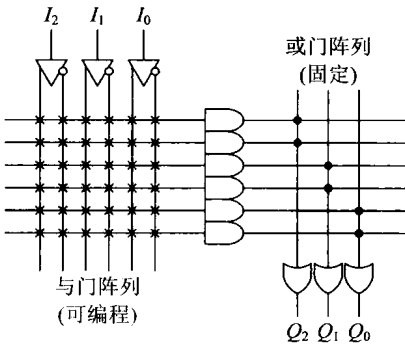 I₂ I₁ I₀
或门阵列
(固定)
与门阵列
(可编程)
Q₂ Q₁ Q₀